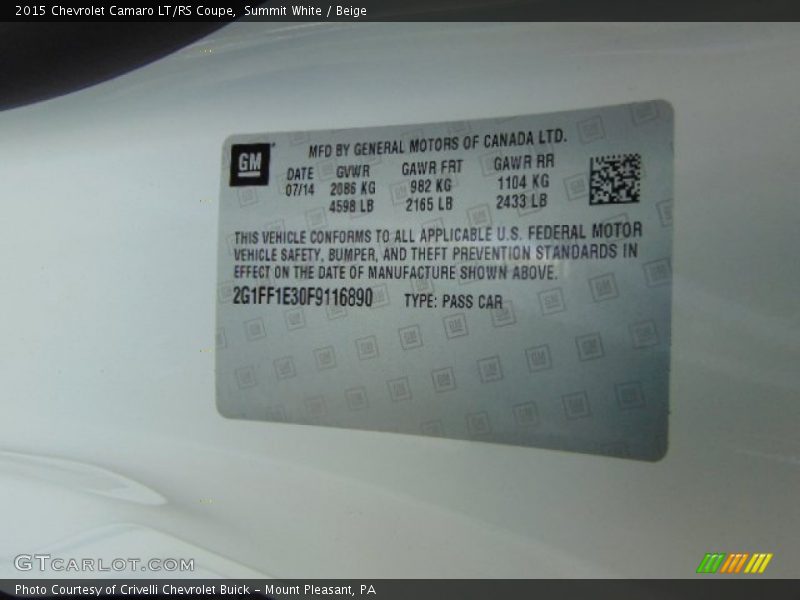 2015 Chevrolet Camaro LT/RS Coupe, Summit White / Beige
GM
MFD BY GENERAL MOTORS OF CANADA LTD.
DATE GVWR GAWR FRT GAWR RR
07/14 2086 KG 982 KG 1104 KG
4598 LB 2165 LB 2433 LB
THIS VEHICLE CONFORMS TO ALL APPLICABLE U.S. FEDERAL MOTOR
VEHICLE SAFETY, BUMPER, AND THEFT PREVENTION STANDARDS IN
EFFECT ON THE DATE OF MANUFACTURE SHOWN ABOVE.
2G1FF1E30F9116890 TYPE: PASS CAR
GTCARLOT.COM
Photo Courtesy of Crivelli Chevrolet Buick - Mount Pleasant, PA